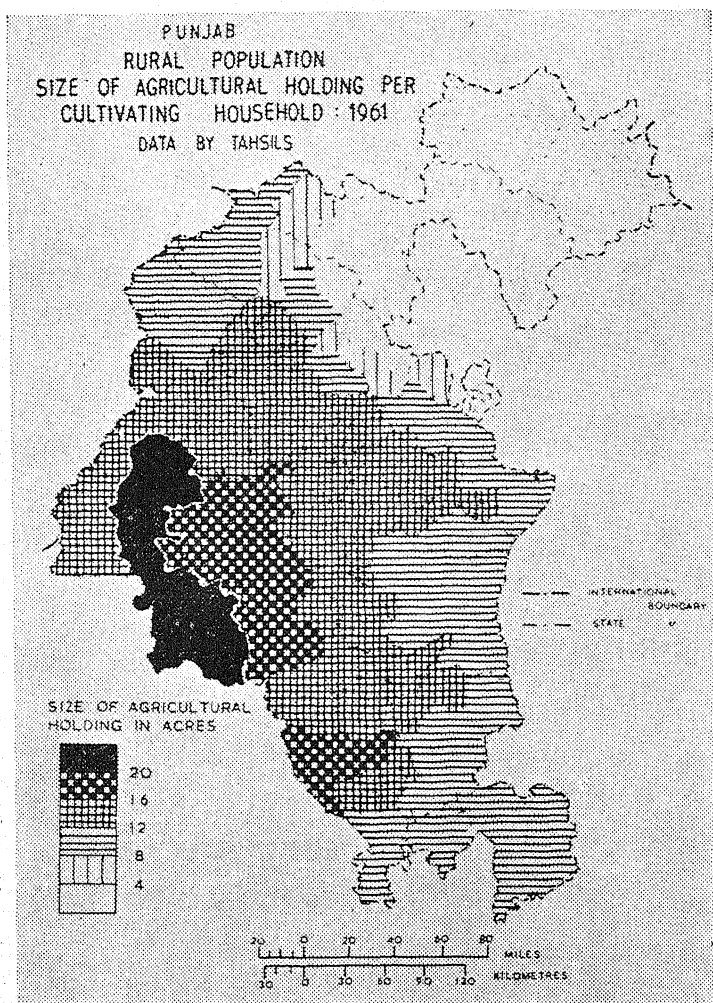 PUNJAB
RURAL POPULATION
SIZE OF AGRICULTURAL HOLDING PER
CULTIVATING HOUSEHOLD : 1961
DATA BY TAHSILS
INTERNATIONAL
BOUNDARY
STATE "
SIZE OF AGRICULTURAL
HOLDING IN ACRES
20
16
12
8
4
20 0 20 40 60 80
MILES
KILOMETRES
30 0 30 60 90 120